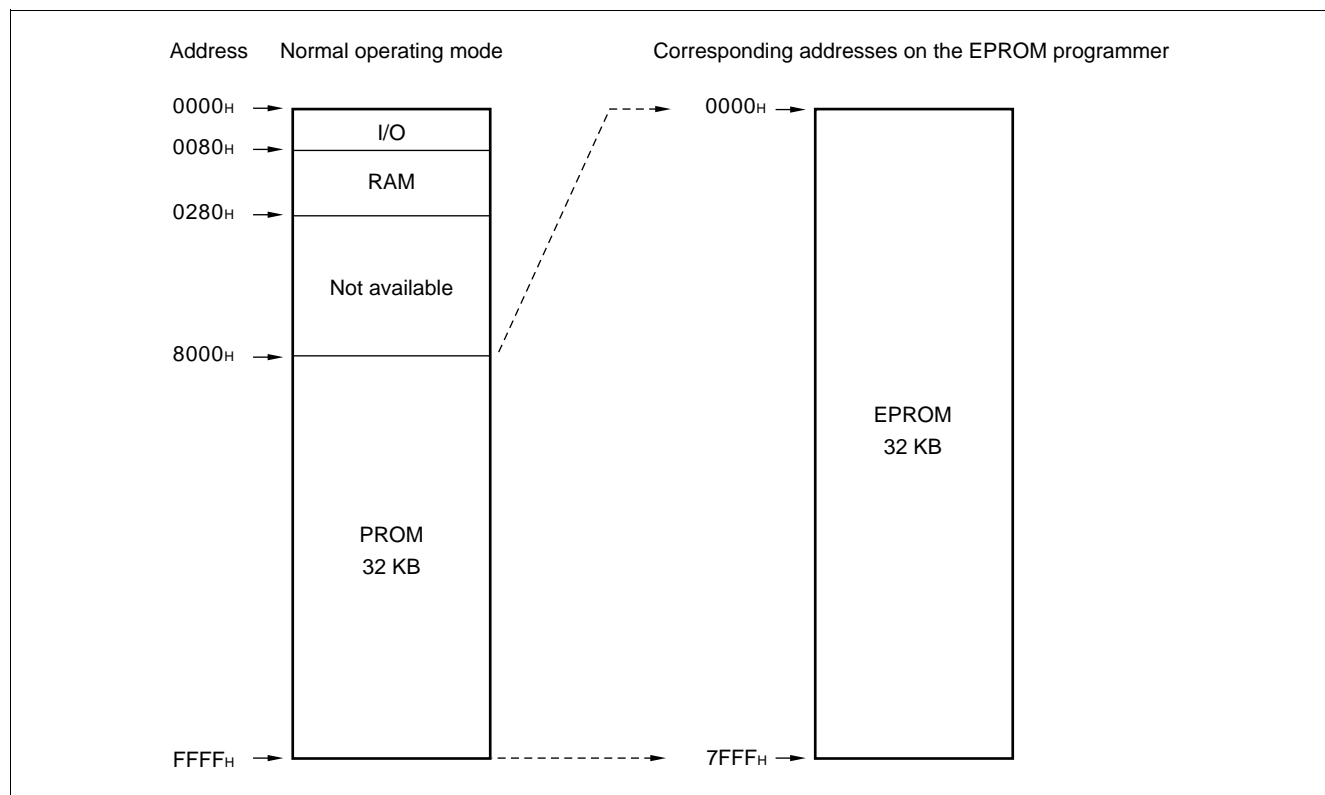 Address Normal operating mode Corresponding addresses on the EPROM programmer
0000H 0000H
I/O
0080H
RAM
0280H
Not available
8000H
EPROM
32 KB
PROM
32 KB
FFFFH 7FFFH